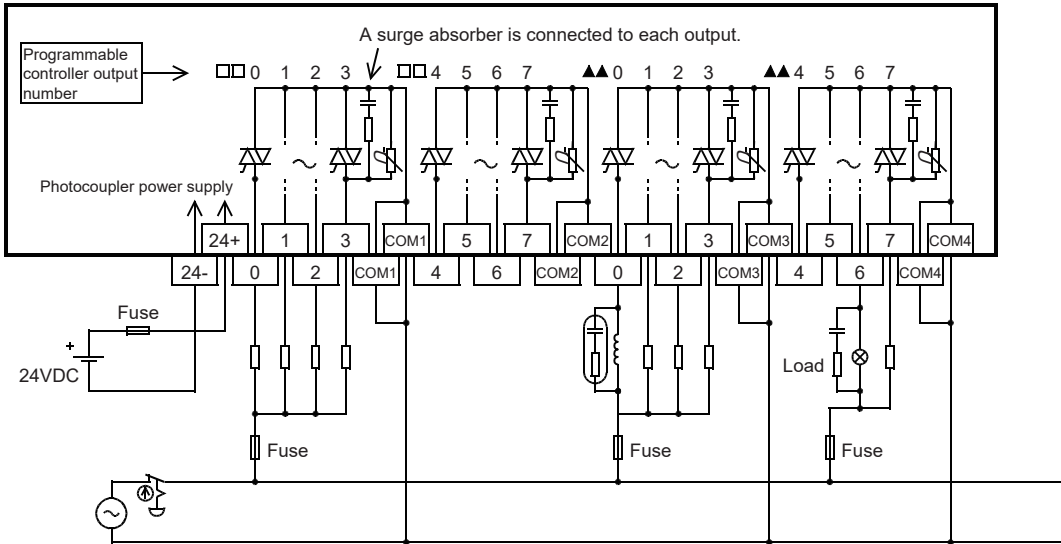 A surge absorber is connected to each output.
Programmable
controller output
number
□□ 0 1 2 3 □□ 4 5 6 7 ▲▲ 0 1 2 3 ▲▲ 4 5 6 7
Photocoupler power supply
24+ 1 3 COM1 5 7 COM2 1 3 COM3 5 7 COM4
24- 0 2 COM1 4 6 COM2 0 2 COM3 4 6 COM4
Fuse
+
24VDC
Load
Fuse Fuse Fuse